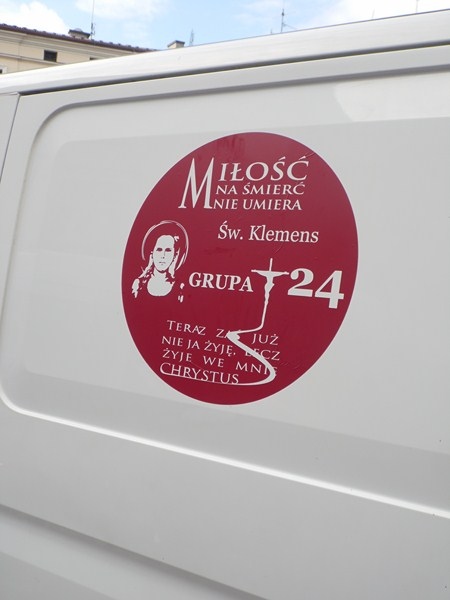 MIŁOŚĆ
NA ŚMIERĆ
NIE UMIERA
Św. Klemens
GRUPA 24
TERAZ ZAŚ JUŻ
NIE JA ŻYJĘ, LECZ
ŻYJE WE MNIE
CHRYSTUS